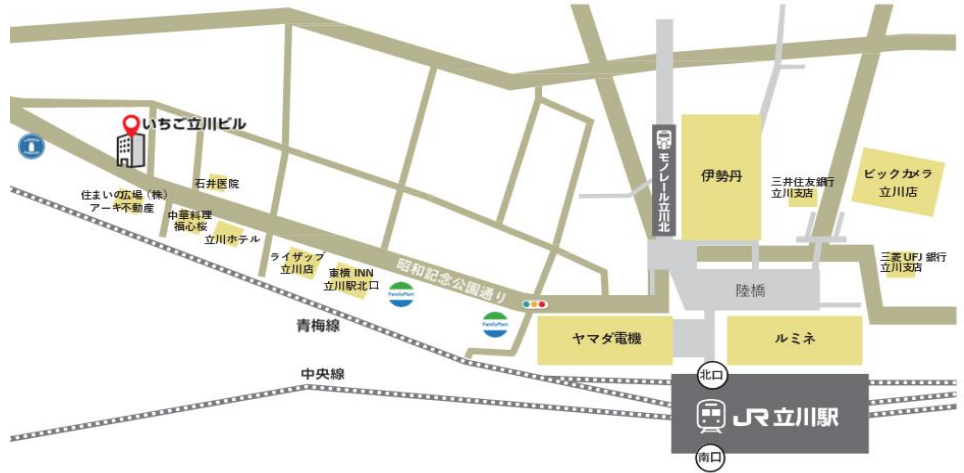 いちご立川ビル
石井医院
住まいの広場（株）
アーキ不動産
中華料理
福心桜
立川ホテル
ライザップ
立川店
東横 INN
立川駅北口
昭和記念公園通り
FamilyMart
FamilyMart
モノレール立川北
伊勢丹
三井住友銀行
立川支店
ビックカメラ
立川店
三菱 UFJ 銀行
立川支店
陸橋
ヤマダ電機
ルミネ
青梅線
中央線
北口
JR立川駅
南口